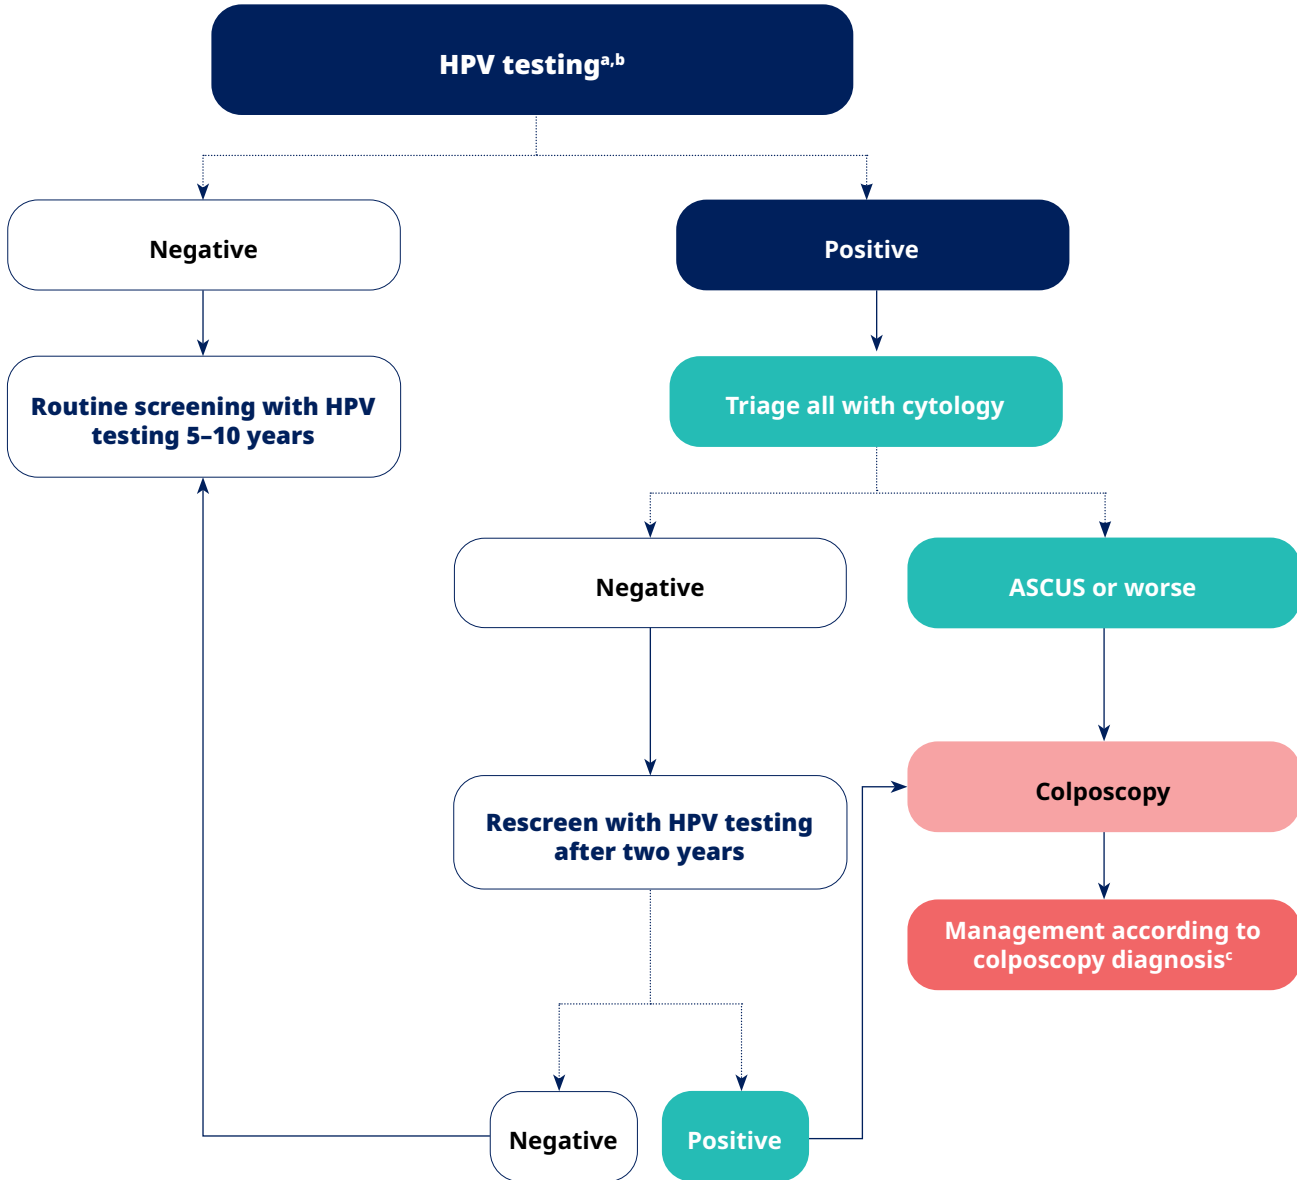 HPV testingᵃ,ᵇ
Negative
Positive
Routine screening with HPV
testing 5–10 years
Triage all with cytology
Negative
ASCUS or worse
Rescreen with HPV testing
after two years
Colposcopy
Management according to
colposcopy diagnosisᶜ
Negative
Positive